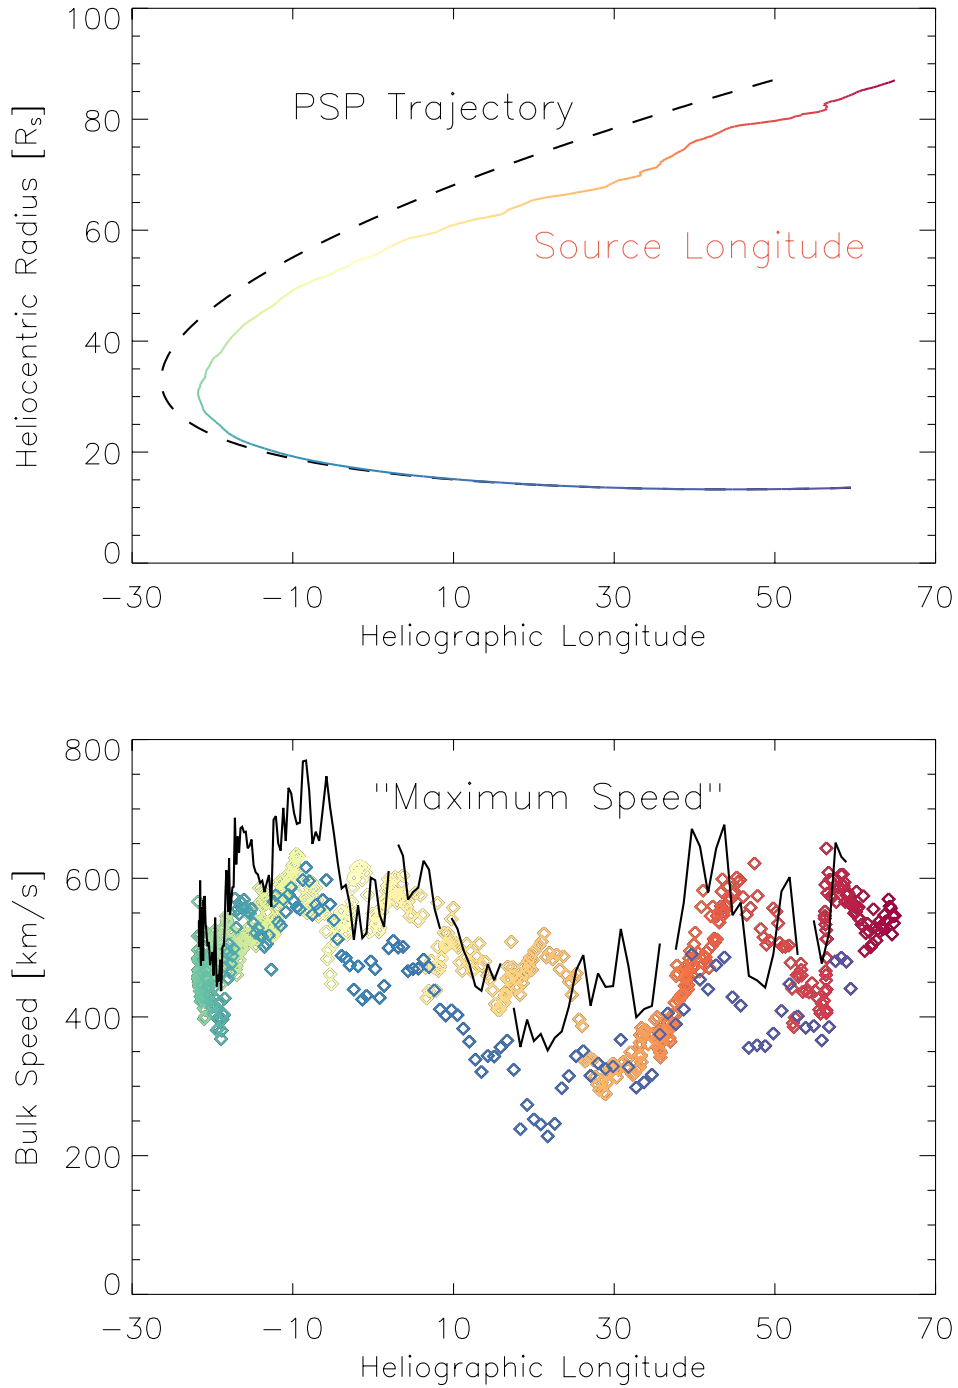 100
80
60
40
20
0
Heliocentric Radius [Rs]
PSP Trajectory
Source Longitude
−30 −10 10 30 50 70
Heliographic Longitude
800
600
400
200
0
Bulk Speed [km/s]
"Maximum Speed"
−30 −10 10 30 50 70
Heliographic Longitude